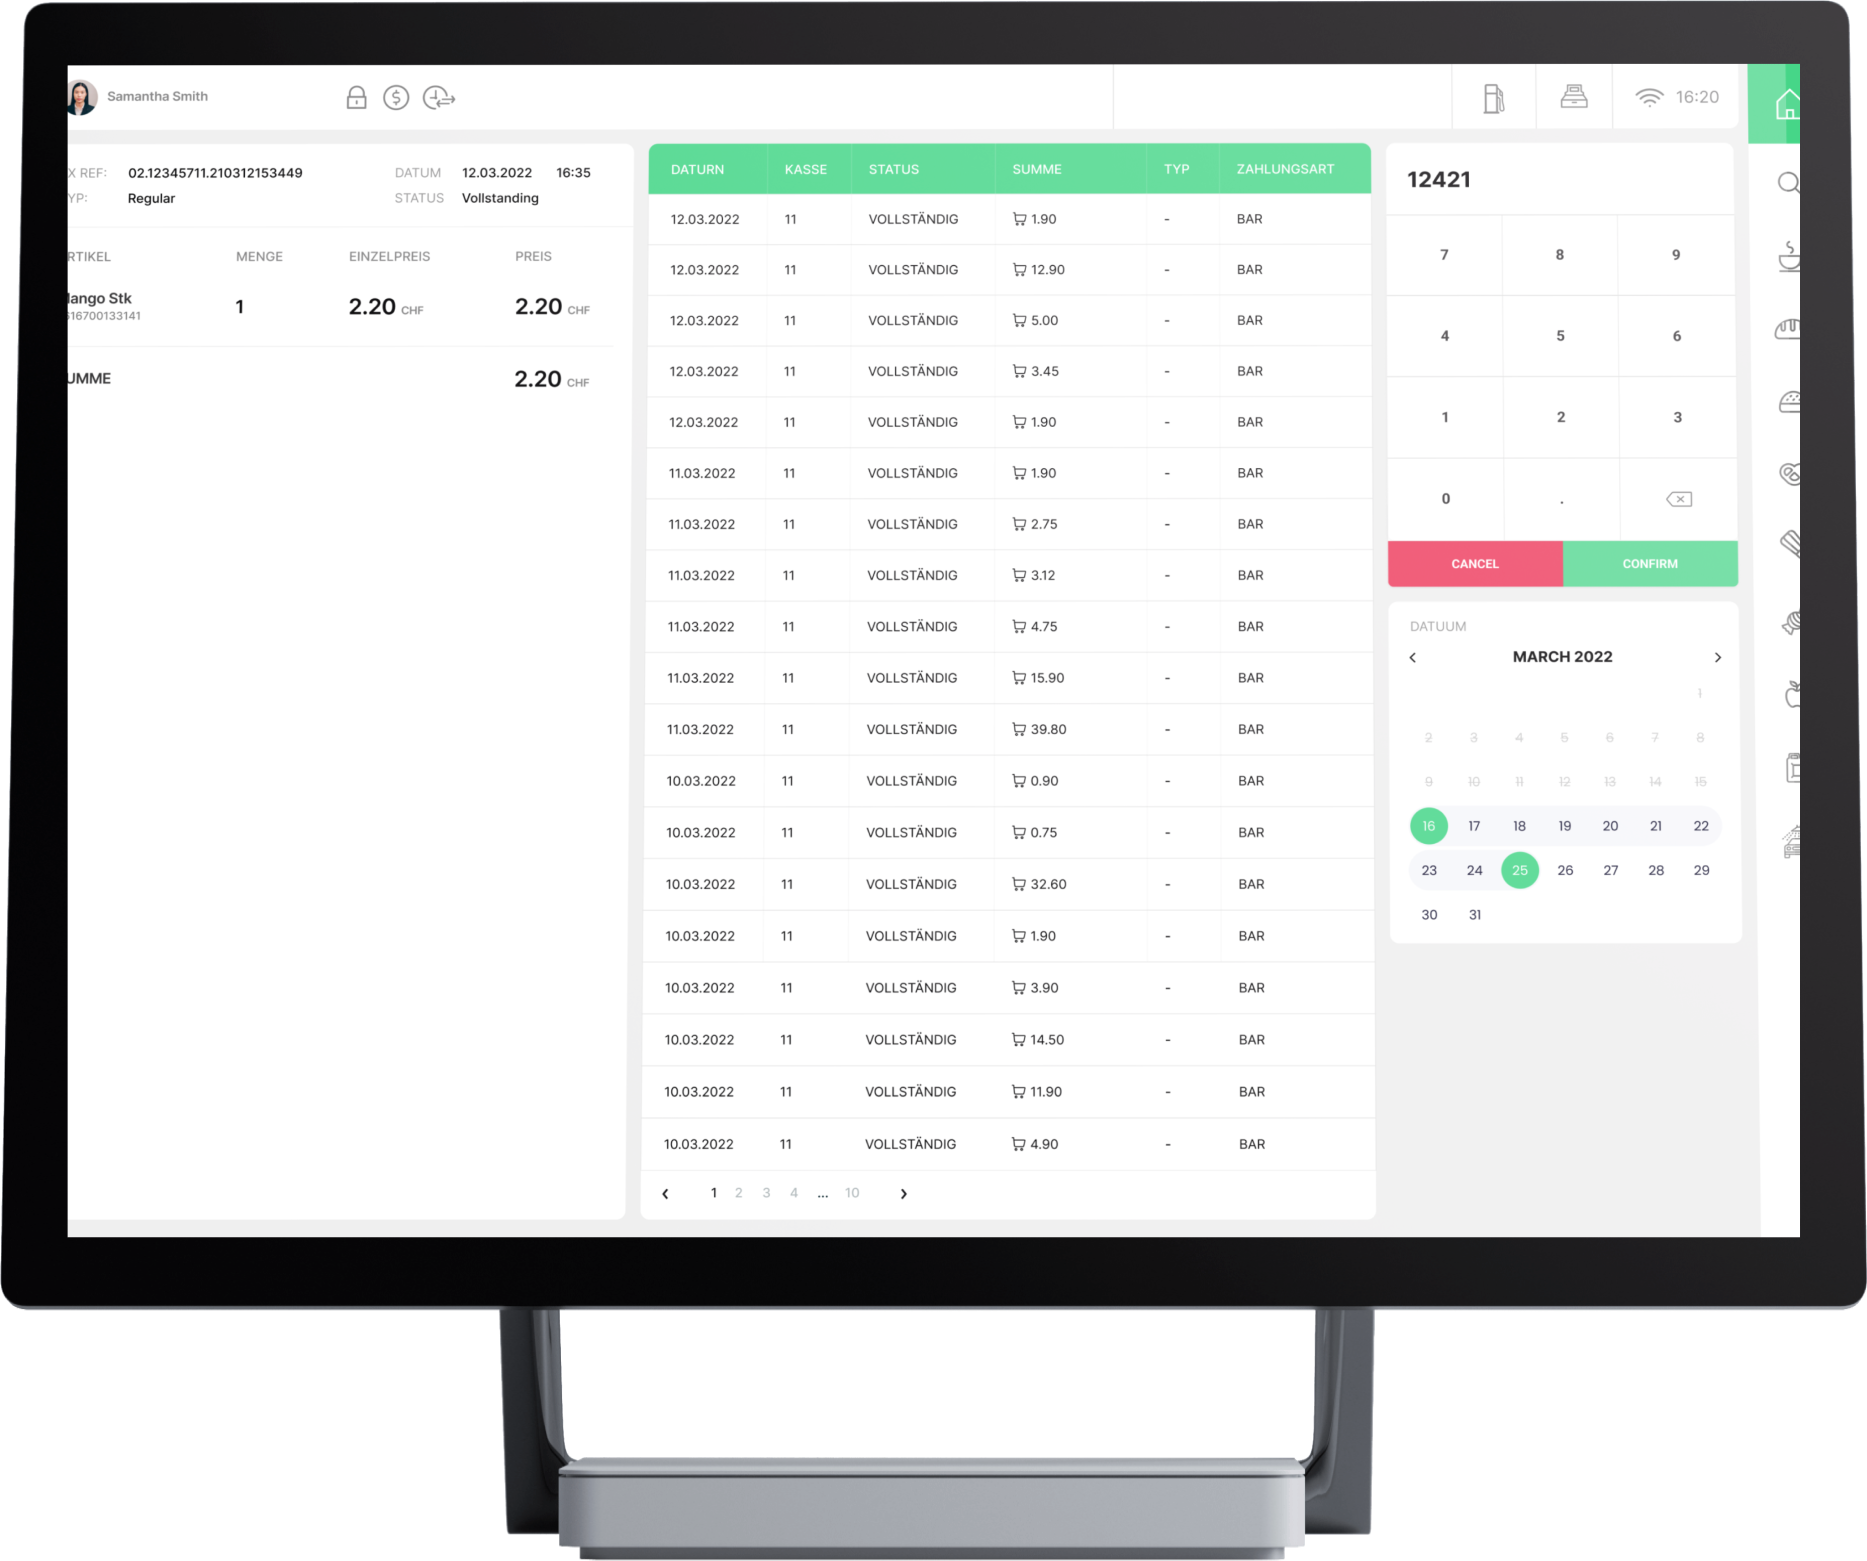 Samantha Smith
16:20
X REF: 02.12345711.210312153449 DATUM 12.03.2022 16:35
YP: Regular STATUS Vollstanding
RTIKEL MENGE EINZELPREIS PREIS
ango Stk 1 2.20 CHF 2.20 CHF
16700133141
UMME 2.20 CHF
DATURN KASSE STATUS SUMME TYP ZAHLUNGSART
12.03.2022 11 VOLLSTÄNDIG 1.90 - BAR
12.03.2022 11 VOLLSTÄNDIG 12.90 - BAR
12.03.2022 11 VOLLSTÄNDIG 5.00 - BAR
12.03.2022 11 VOLLSTÄNDIG 3.45 - BAR
12.03.2022 11 VOLLSTÄNDIG 1.90 - BAR
11.03.2022 11 VOLLSTÄNDIG 1.90 - BAR
11.03.2022 11 VOLLSTÄNDIG 2.75 - BAR
11.03.2022 11 VOLLSTÄNDIG 3.12 - BAR
11.03.2022 11 VOLLSTÄNDIG 4.75 - BAR
11.03.2022 11 VOLLSTÄNDIG 15.90 - BAR
11.03.2022 11 VOLLSTÄNDIG 39.80 - BAR
10.03.2022 11 VOLLSTÄNDIG 0.90 - BAR
10.03.2022 11 VOLLSTÄNDIG 0.75 - BAR
10.03.2022 11 VOLLSTÄNDIG 32.60 - BAR
10.03.2022 11 VOLLSTÄNDIG 1.90 - BAR
10.03.2022 11 VOLLSTÄNDIG 3.90 - BAR
10.03.2022 11 VOLLSTÄNDIG 14.50 - BAR
10.03.2022 11 VOLLSTÄNDIG 11.90 - BAR
10.03.2022 11 VOLLSTÄNDIG 4.90 - BAR
1 2 3 4 ... 10
12421
7 8 9
4 5 6
1 2 3
0 .
CANCEL CONFIRM
DATUUM
MARCH 2022
1
2 3 4 5 6 7 8
9 10 11 12 13 14 15
16 17 18 19 20 21 22
23 24 25 26 27 28 29
30 31